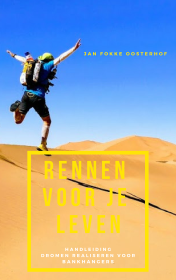 JAN FOKKE OOSTERHOF
RENNEN
VOOR JE
LEVEN
HANDLEIDING
DROMEN REALISEREN VOOR
BANKHANGERS